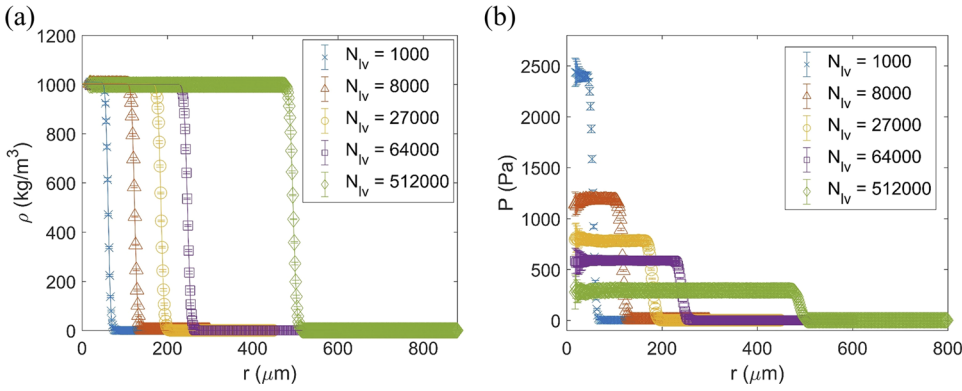 (a)
1200
1000
800
600
400
200
0
ρ (kg/m³)
0
200
400
600
800
r (μm)
N_lv = 1000
N_lv = 8000
N_lv = 27000
N_lv = 64000
N_lv = 512000
(b)
2500
2000
1500
1000
500
0
P (Pa)
0
200
400
600
800
r (μm)
N_lv = 1000
N_lv = 8000
N_lv = 27000
N_lv = 64000
N_lv = 512000